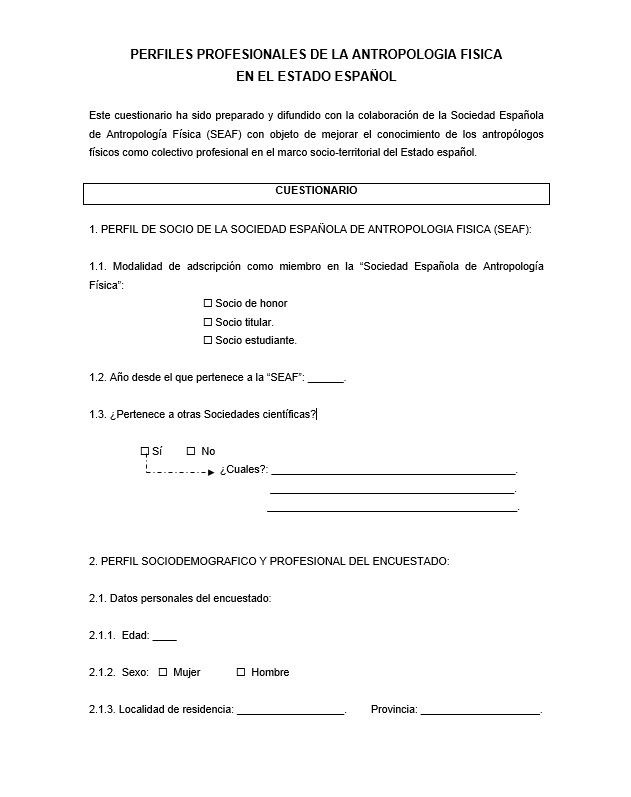 PERFILES PROFESIONALES DE LA ANTROPOLOGIA FISICA
EN EL ESTADO ESPAÑOL
Este cuestionario ha sido preparado y difundido con la colaboración de la Sociedad Española
de Antropología Física (SEAF) con objeto de mejorar el conocimiento de los antropólogos
físicos como colectivo profesional en el marco socio-territorial del Estado español.
CUESTIONARIO
1. PERFIL DE SOCIO DE LA SOCIEDAD ESPAÑOLA DE ANTROPOLOGIA FISICA (SEAF):
1.1. Modalidad de adscripción como miembro en la “Sociedad Española de Antropología
Física”:
☐ Socio de honor
☐ Socio titular.
☐ Socio estudiante.
1.2. Año desde el que pertenece a la “SEAF”: ______.
1.3. ¿Pertenece a otras Sociedades científicas?
☐ Sí ☐ No
¿Cuales?: ________________________________________.
________________________________________.
________________________________________.
2. PERFIL SOCIODEMOGRAFICO Y PROFESIONAL DEL ENCUESTADO:
2.1. Datos personales del encuestado:
2.1.1. Edad: ____
2.1.2. Sexo: ☐ Mujer ☐ Hombre
2.1.3. Localidad de residencia: __________________. Provincia: ____________________.